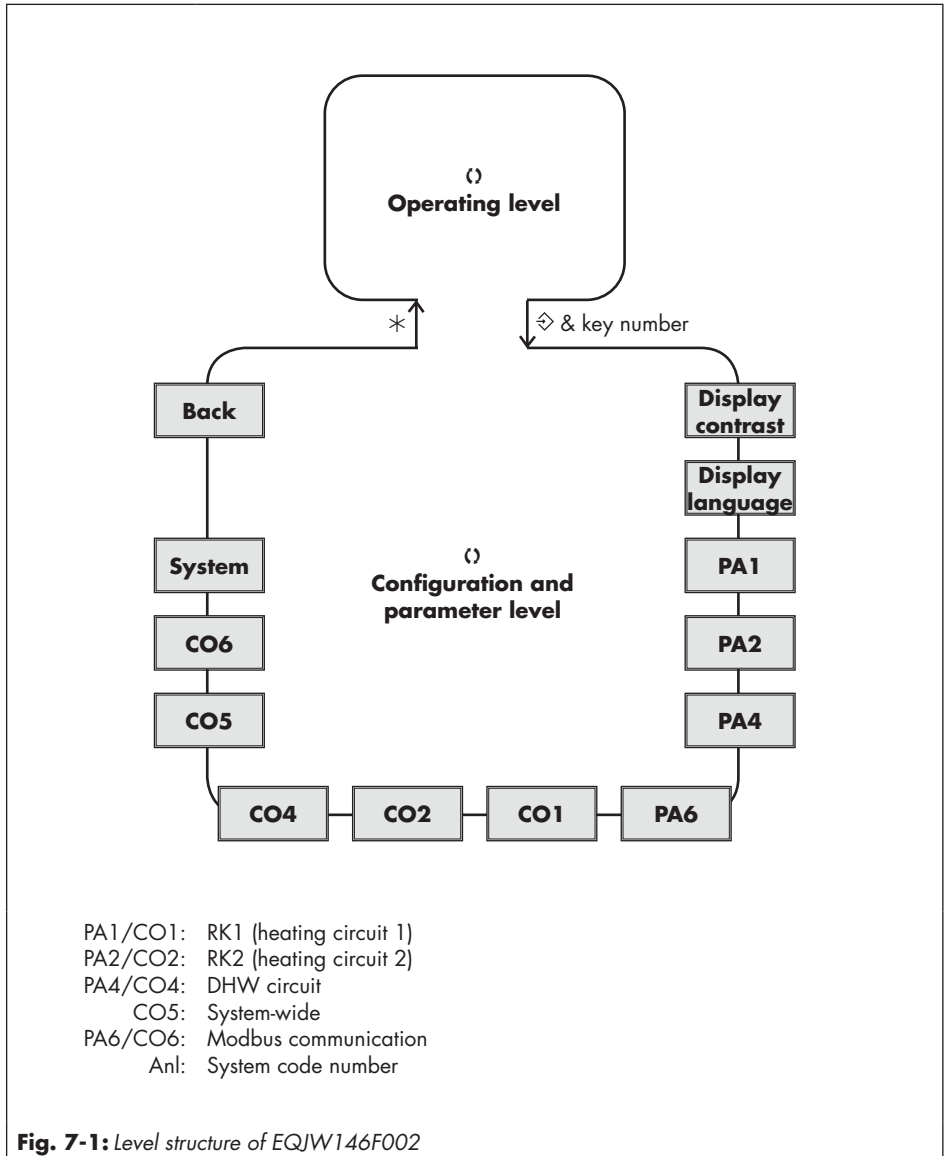 Operating level
* & key number
Back
Display
contrast
Display
language
System
PA1
Configuration and
parameter level
CO6
PA2
CO5
PA4
CO4 CO2 CO1 PA6
PA1/CO1: RK1 (heating circuit 1)
PA2/CO2: RK2 (heating circuit 2)
PA4/CO4: DHW circuit
CO5: System-wide
PA6/CO6: Modbus communication
Anl: System code number
Fig. 7-1: Level structure of EQJW146F002